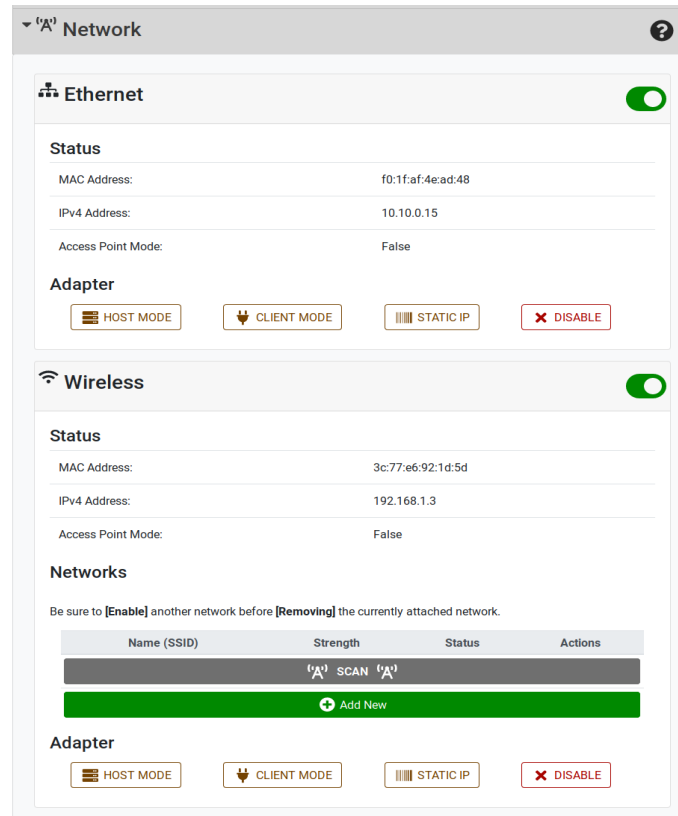 Network
Ethernet
Status
MAC Address: f0:1f:af:4e:ad:48
IPv4 Address: 10.10.0.15
Access Point Mode: False
Adapter
HOST MODE CLIENT MODE STATIC IP DISABLE
Wireless
Status
MAC Address: 3c:77:e6:92:1d:5d
IPv4 Address: 192.168.1.3
Access Point Mode: False
Networks
Be sure to [Enable] another network before [Removing] the currently attached network.
Name (SSID) Strength Status Actions
SCAN
Add New
Adapter
HOST MODE CLIENT MODE STATIC IP DISABLE